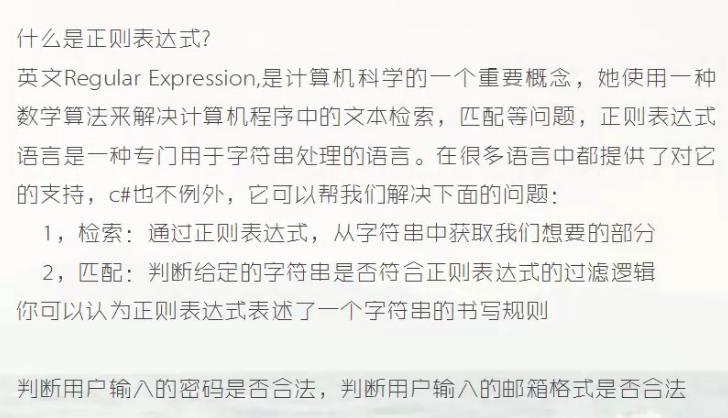 什么是正则表达式?
英文Regular Expression,是计算机科学的一个重要概念，她使用一种
数学算法来解决计算机程序中的文本检索，匹配等问题，正则表达式
语言是一种专门用于字符串处理的语言。在很多语言中都提供了对它
的支持，c#也不例外，它可以帮我们解决下面的问题：
1，检索：通过正则表达式，从字符串中获取我们想要的部分
2，匹配：判断给定的字符串是否符合正则表达式的过滤逻辑
你可以认为正则表达式表述了一个字符串的书写规则
判断用户输入的密码是否合法，判断用户输入的邮箱格式是否合法